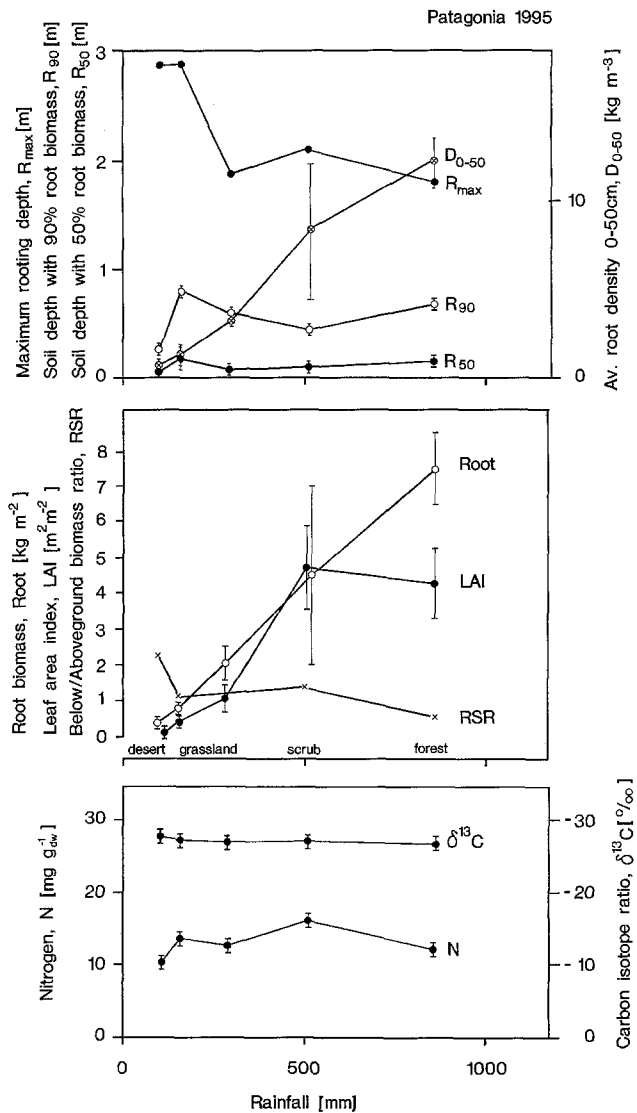 Patagonia 1995
Maximum rooting depth, Rmax [m]
Soil depth with 90% root biomass, R90 [m]
Soil depth with 50% root biomass, R50 [m]
3
2
1
0
D0-50
Rmax
R90
R50
10
0
Av. root density 0-50cm, D0-50 [kg m-3]
Root biomass, Root [kg m-2]
Leaf area index, LAI [m2m-2]
Below/Aboveground biomass ratio, RSR
8
7
6
5
4
3
2
1
0
Root
LAI
RSR
desert grassland scrub forest
Nitrogen, N [mg g-1dw]
30
20
10
0
δ13C
N
- 30
- 20
- 10
0
Carbon isotope ratio, δ13C [°/oo]
0 500 1000
Rainfall [mm]